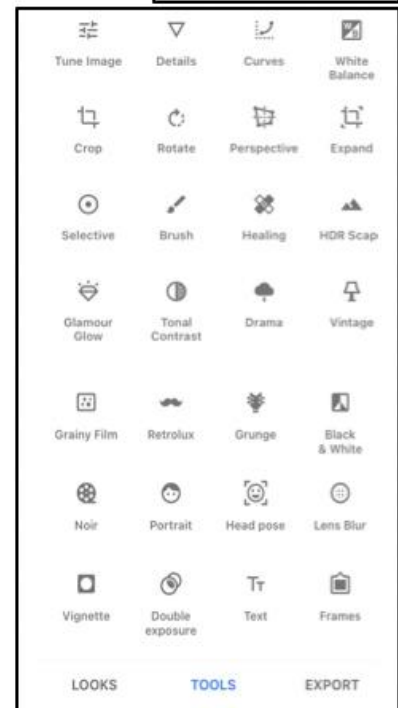 Tune Image Details Curves White Balance
Crop Rotate Perspective Expand
Selective Brush Healing HDR Scap
Glamour Glow Tonal Contrast Drama Vintage
Grainy Film Retrolux Grunge Black & White
Noir Portrait Head pose Lens Blur
Vignette Double exposure Text Frames
LOOKS TOOLS EXPORT